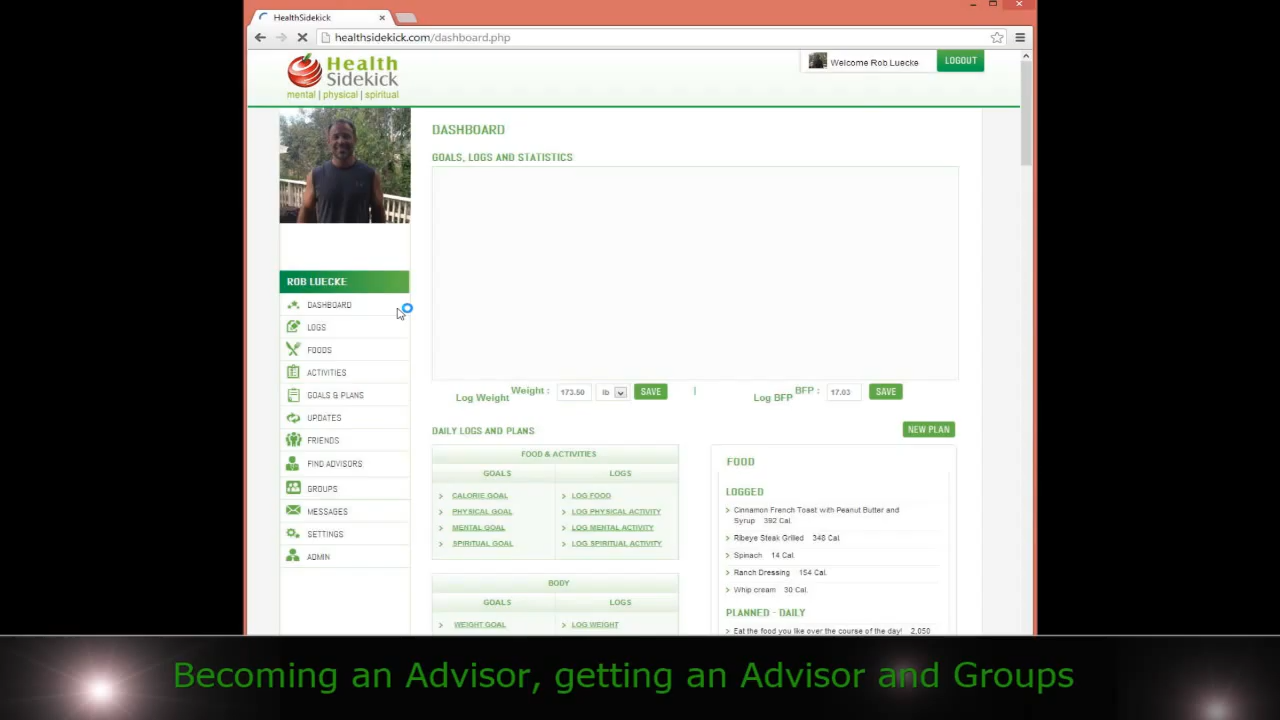 HealthSidekick
healthsidekick.com/dashboard.php
Health
Sidekick
mental | physical | spiritual
Welcome Rob Luecke
LOGOUT
ROB LUECKE
DASHBOARD
LOGS
FOODS
ACTIVITIES
GOALS & PLANS
UPDATES
FRIENDS
FIND ADVISORS
GROUPS
MESSAGES
SETTINGS
ADMIN
DASHBOARD
GOALS, LOGS AND STATISTICS
Log Weight Weight : 173.50 lb SAVE | Log BFP BFP : 17.03 SAVE
DAILY LOGS AND PLANS
NEW PLAN
FOOD & ACTIVITIES
GOALS LOGS
CALORIE GOAL LOG FOOD
PHYSICAL GOAL LOG PHYSICAL ACTIVITY
MENTAL GOAL LOG MENTAL ACTIVITY
SPIRITUAL GOAL LOG SPIRITUAL ACTIVITY
BODY
GOALS LOGS
WEIGHT GOAL LOG WEIGHT
FOOD
LOGGED
Cinnamon French Toast with Peanut Butter and
Syrup 392 Cal.
Ribeye Steak Grilled 348 Cal.
Spinach 14 Cal.
Ranch Dressing 154 Cal.
Whip cream 30 Cal.
PLANNED - DAILY
Eat the food you like over the course of the day! 2,050
Becoming an Advisor, getting an Advisor and Groups